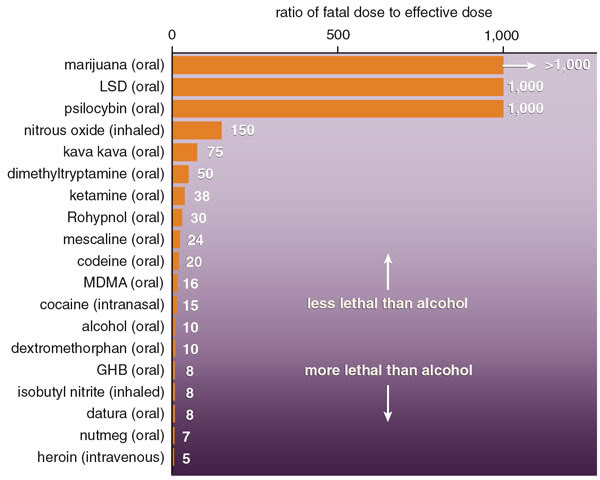 ratio of fatal dose to effective dose
0 500 1,000
marijuana (oral) >1,000
LSD (oral) 1,000
psilocybin (oral) 1,000
nitrous oxide (inhaled) 150
kava kava (oral) 75
dimethyltryptamine (oral) 50
ketamine (oral) 38
Rohypnol (oral) 30
mescaline (oral) 24
codeine (oral) 20
MDMA (oral) 16
cocaine (intranasal) 15 less lethal than alcohol
alcohol (oral) 10
dextromethorphan (oral) 10
GHB (oral) 8 more lethal than alcohol
isobutyl nitrite (inhaled) 8
datura (oral) 8
nutmeg (oral) 7
heroin (intravenous) 5